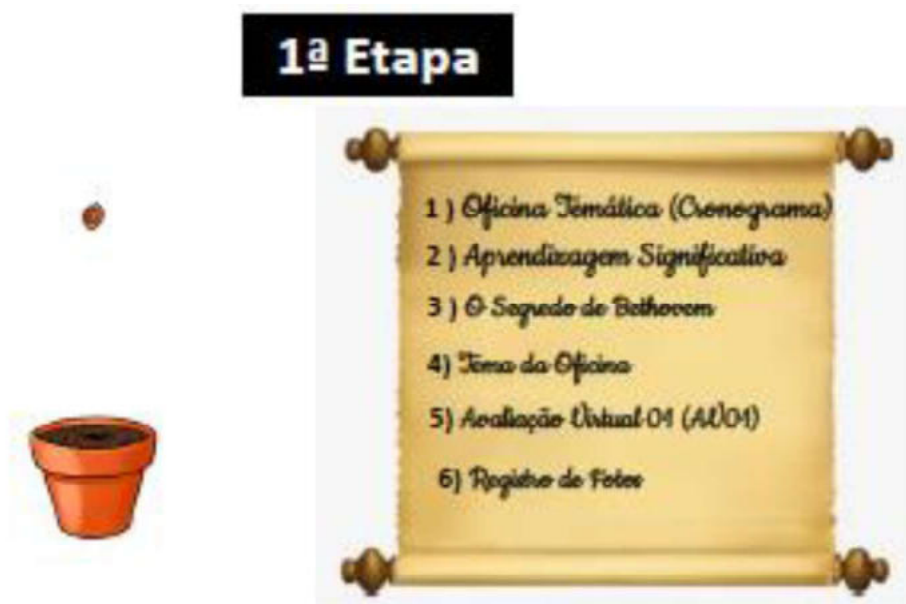 1ª Etapa
1 ) Oficina Temática (Cronograma)
2 ) Aprendizagem Significativa
3 ) O Segredo de Bethovem
4) Tema da Oficina
5) Avaliação Virtual 01 (AV01)
6) Registro de Fotos